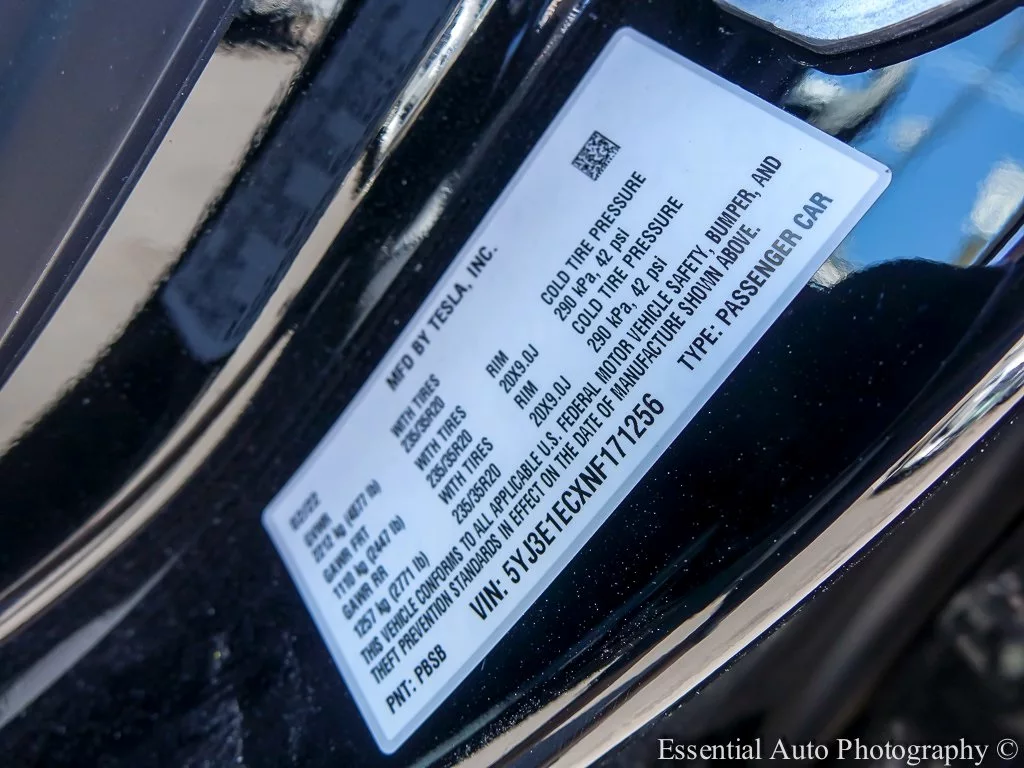 MFD BY TESLA, INC.
02/22
GVWR
2212 kg (4877 lb)
WITH TIRES
235/35R20
GAWR FRT
1110 kg (2447 lb)
WITH TIRES
235/35R20
RIM
20X9.0J
COLD TIRE PRESSURE
290 kPa, 42 psi
GAWR RR
1257 kg (2771 lb)
WITH TIRES
235/35R20
RIM
20X9.0J
COLD TIRE PRESSURE
290 kPa, 42 psi
THIS VEHICLE CONFORMS TO ALL APPLICABLE U.S. FEDERAL MOTOR VEHICLE SAFETY, BUMPER, AND
THEFT PREVENTION STANDARDS IN EFFECT ON THE DATE OF MANUFACTURE SHOWN ABOVE.
VIN: 5YJ3E1ECXNF171256
TYPE: PASSENGER CAR
PNT: PBSB
Essential Auto Photography ©